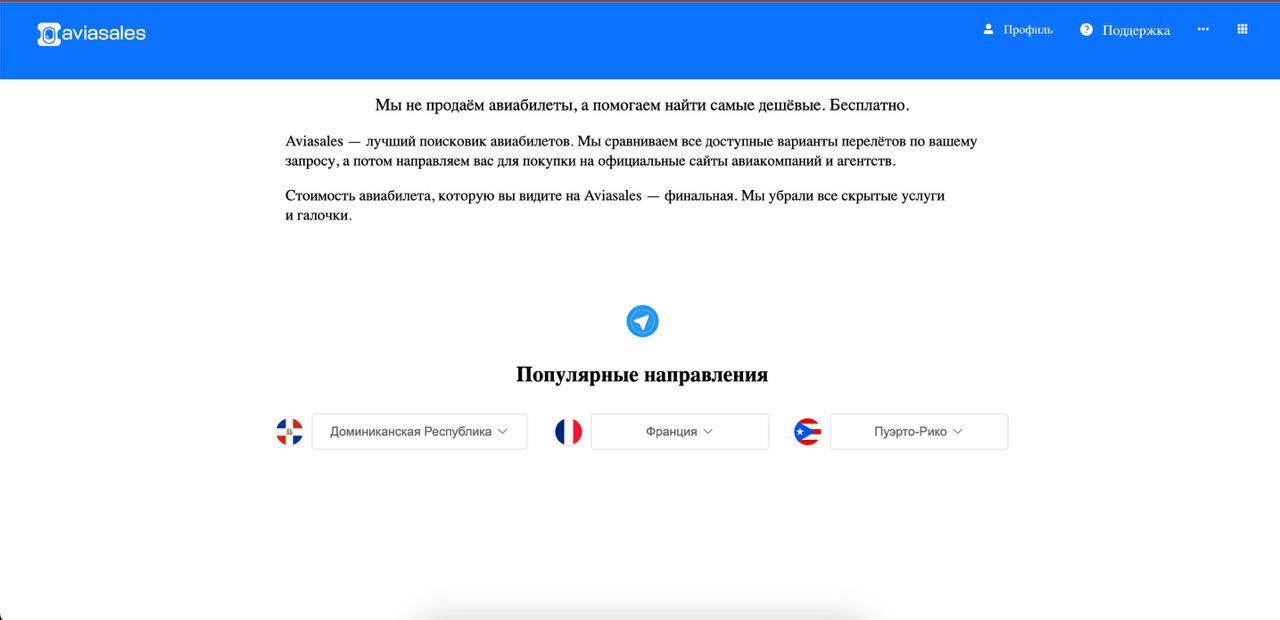 aviasales
Профиль
Поддержка
Мы не продаём авиабилеты, а помогаем найти самые дешёвые. Бесплатно.
Aviasales — лучший поисковик авиабилетов. Мы сравниваем все доступные варианты перелётов по вашему
запросу, а потом направляем вас для покупки на официальные сайты авиакомпаний и агентств.
Стоимость авиабилета, которую вы видите на Aviasales — финальная. Мы убрали все скрытые услуги
и галочки.
Популярные направления
Доминиканская Республика
Франция
Пуэрто-Рико